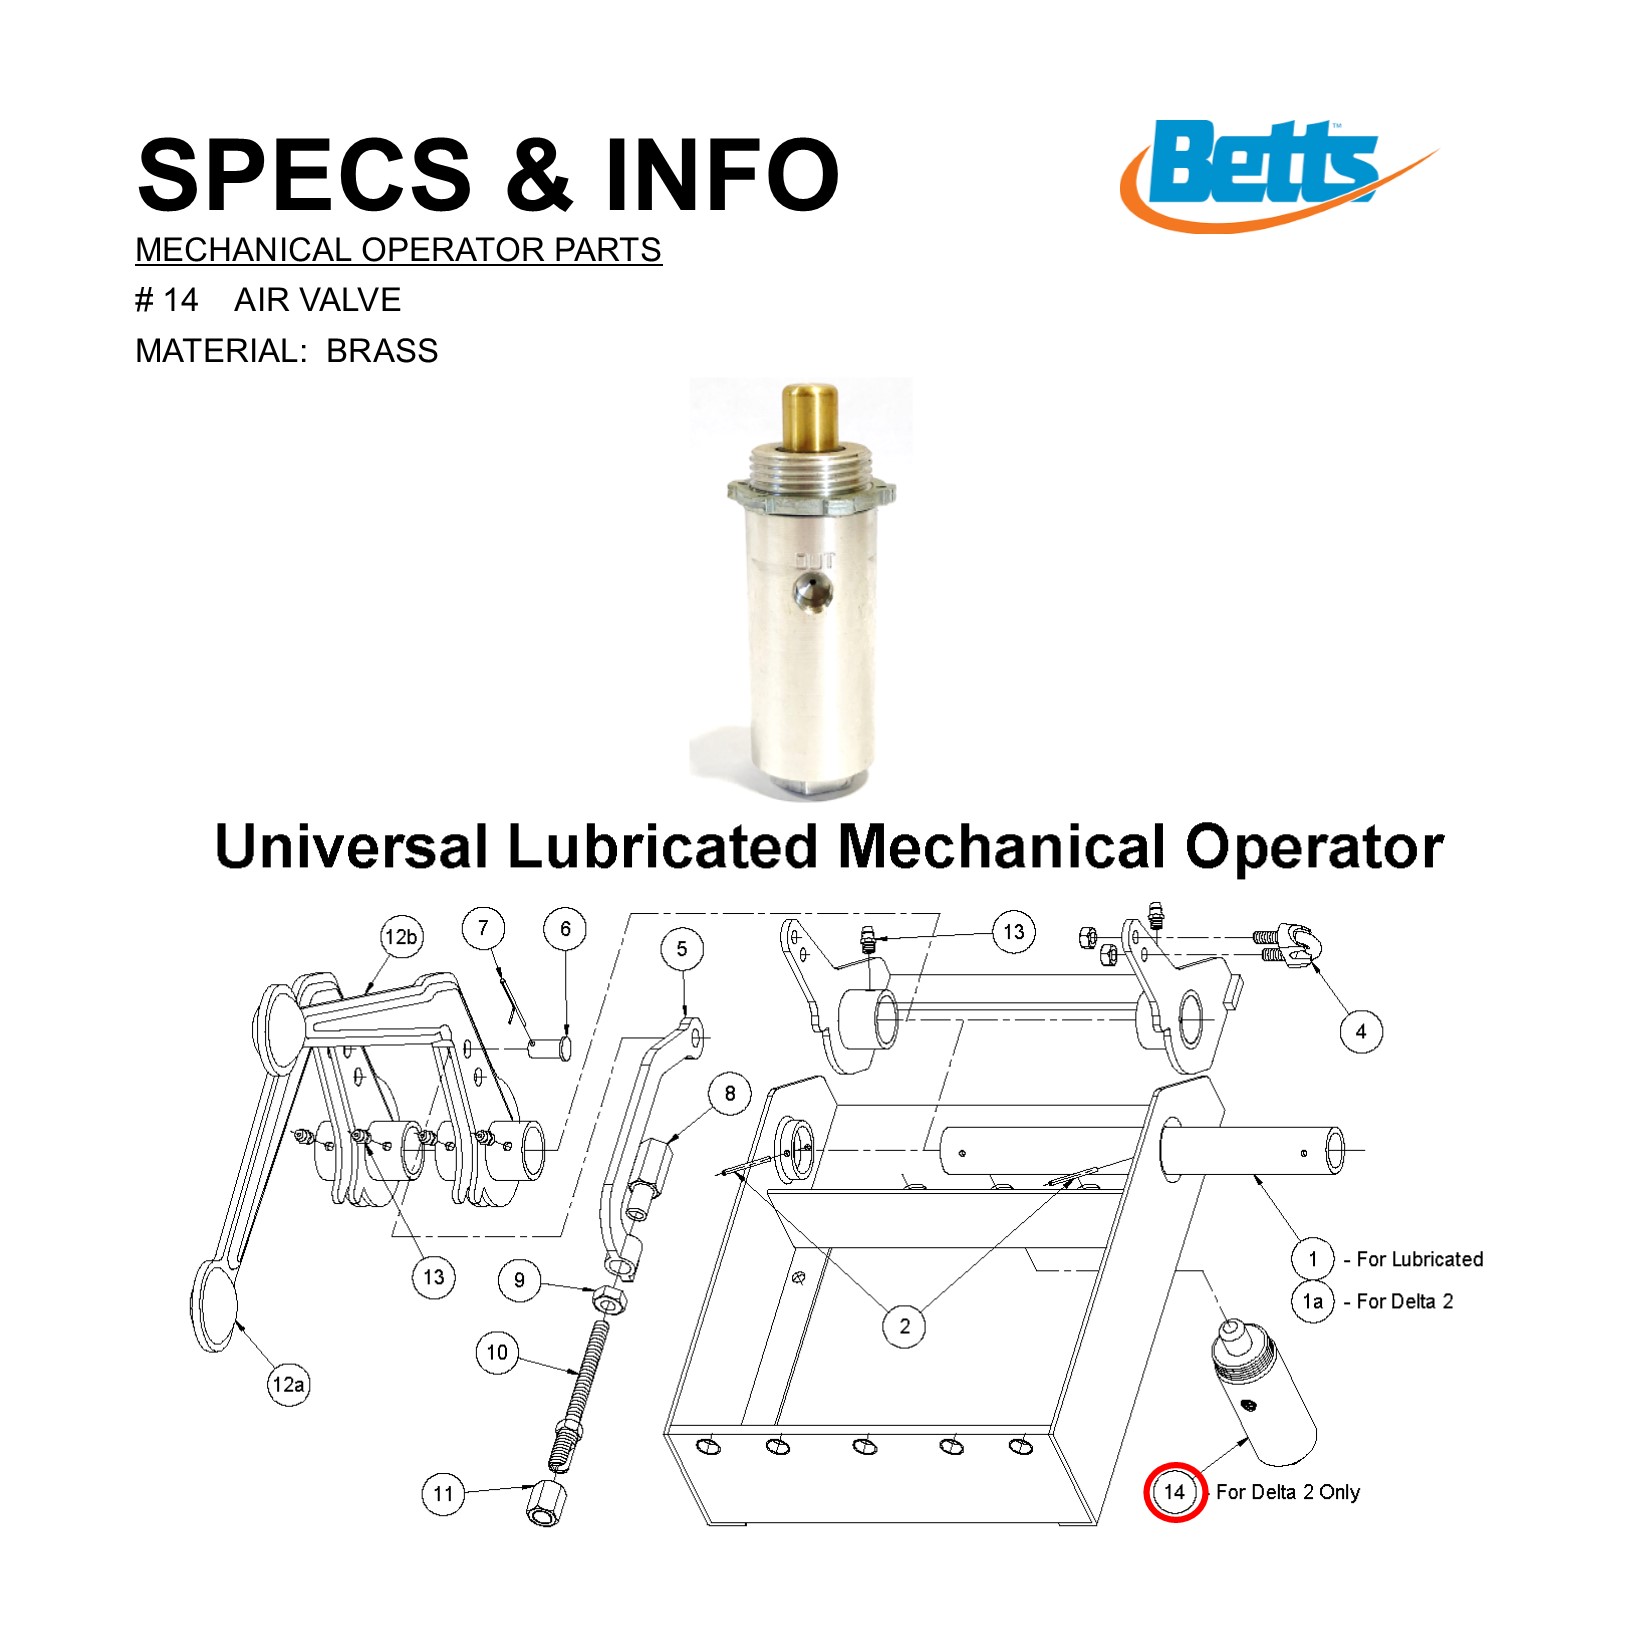 SPECS & INFO
Betts™
MECHANICAL OPERATOR PARTS
# 14 AIR VALVE
MATERIAL: BRASS
OUT
Universal Lubricated Mechanical Operator
7
6
12b
5
13
4
8
13
9
1 - For Lubricated
1a - For Delta 2
2
10
12a
11
14 - For Delta 2 Only